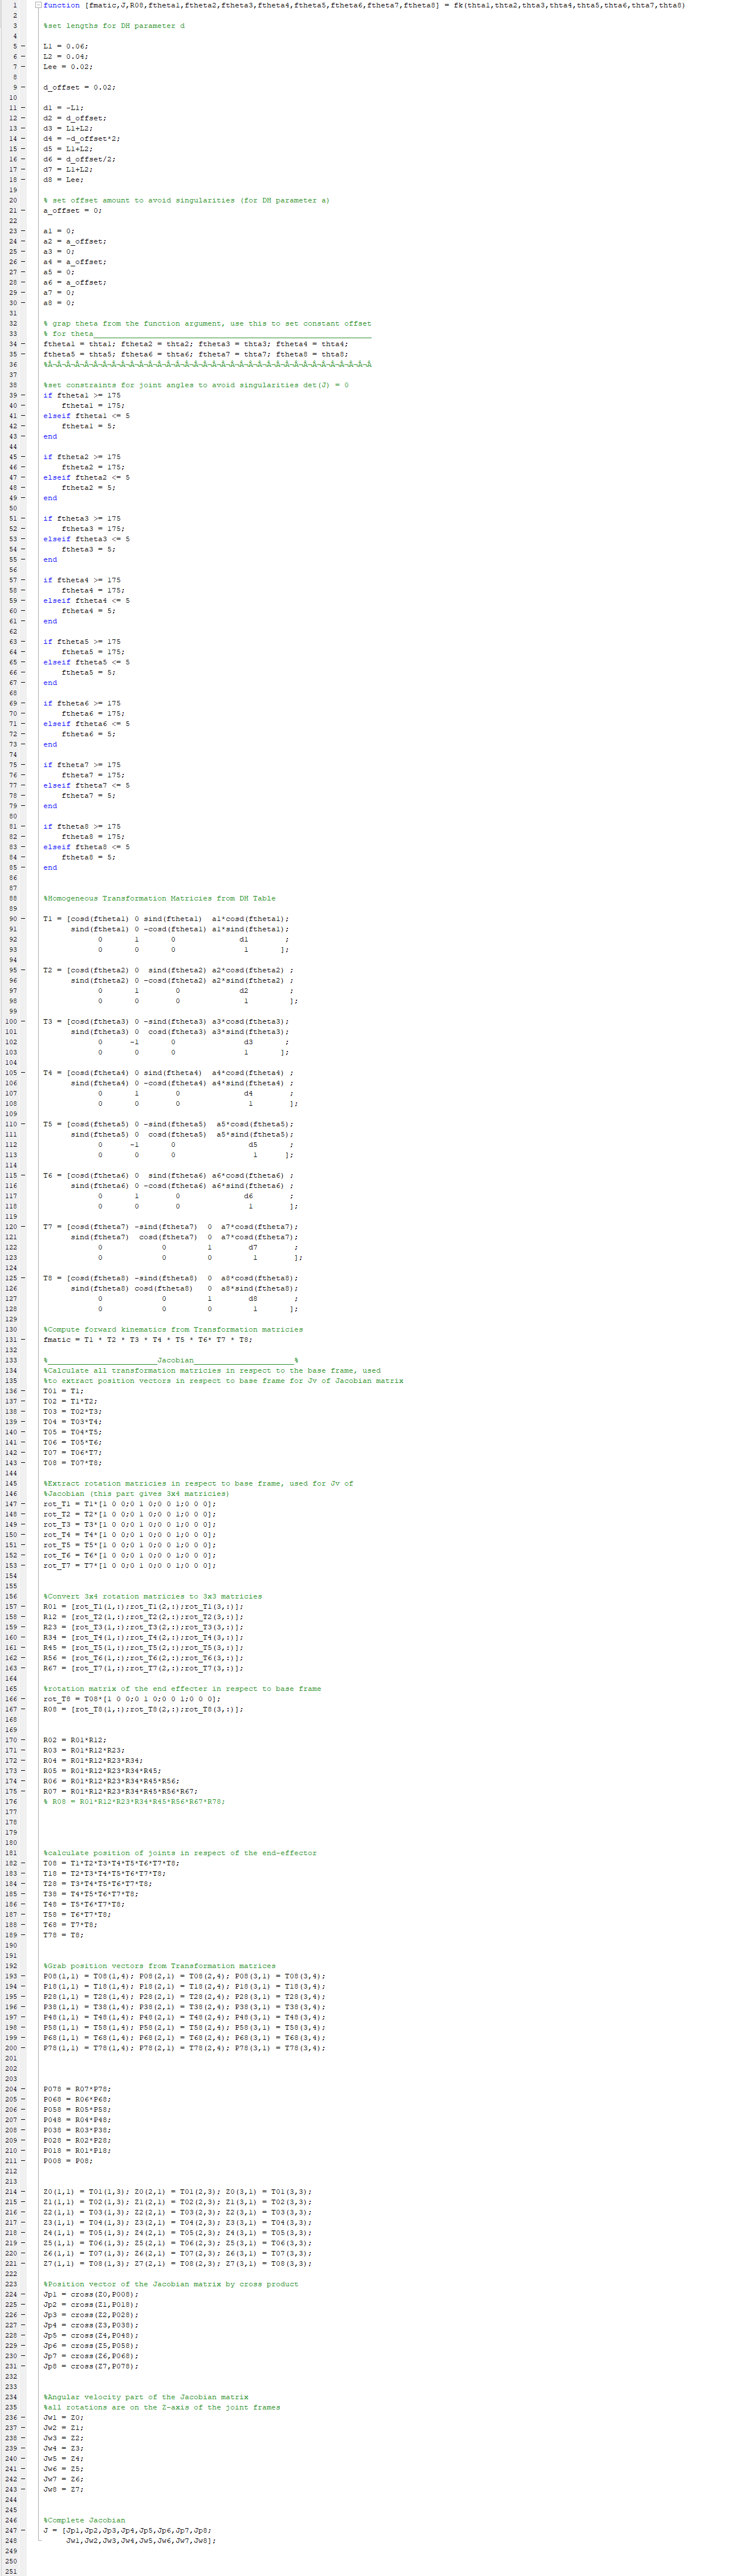 1 function [fmatic,J,R08,ftheta1,ftheta2,ftheta3,ftheta4,ftheta5,ftheta6,ftheta7,ftheta8] = fk(thta1,thta2,thta3,thta4,thta5,thta6,thta7,thta8)
2
3 %set lengths for DH parameter d
4
5 – L1 = 0.06;
6 – L2 = 0.04;
7 – Lee = 0.02;
8
9 – d_offset = 0.02;
10
11 – d1 = -L1;
12 – d2 = d_offset;
13 – d3 = L1+L2;
14 – d4 = -d_offset*2;
15 – d5 = L1+L2;
16 – d6 = d_offset/2;
17 – d7 = L1+L2;
18 – d8 = Lee;
19
20 % set offset amount to avoid singularities (for DH parameter a)
21 – a_offset = 0;
22
23 – a1 = 0;
24 – a2 = a_offset;
25 – a3 = 0;
26 – a4 = a_offset;
27 – a5 = 0;
28 – a6 = a_offset;
29 – a7 = 0;
30 – a8 = 0;
31
32 % grap theta from the function argument, use this to set constant offset
33 % for theta______________________________________________________________
34 – ftheta1 = thta1; ftheta2 = thta2; ftheta3 = thta3; ftheta4 = thta4;
35 – ftheta5 = thta5; ftheta6 = thta6; ftheta7 = thta7; ftheta8 = thta8;
36
37
38 %set constraints for joint angles to avoid singularities det(J) = 0
39 – if ftheta1 >= 175
40 – ftheta1 = 175;
41 – elseif ftheta1 <= 5
42 – ftheta1 = 5;
43 – end
44
45 – if ftheta2 >= 175
46 – ftheta2 = 175;
47 – elseif ftheta2 <= 5
48 – ftheta2 = 5;
49 – end
50
51 – if ftheta3 >= 175
52 – ftheta3 = 175;
53 – elseif ftheta3 <= 5
54 – ftheta3 = 5;
55 – end
56
57 – if ftheta4 >= 175
58 – ftheta4 = 175;
59 – elseif ftheta4 <= 5
60 – ftheta4 = 5;
61 – end
62
63 – if ftheta5 >= 175
64 – ftheta5 = 175;
65 – elseif ftheta5 <= 5
66 – ftheta5 = 5;
67 – end
68
69 – if ftheta6 >= 175
70 – ftheta6 = 175;
71 – elseif ftheta6 <= 5
72 – ftheta6 = 5;
73 – end
74
75 – if ftheta7 >= 175
76 – ftheta7 = 175;
77 – elseif ftheta7 <= 5
78 – ftheta7 = 5;
79 – end
80
81 – if ftheta8 >= 175
82 – ftheta8 = 175;
83 – elseif ftheta8 <= 5
84 – ftheta8 = 5;
85 – end
86
87
88 %Homogeneous Transformation Matricies from DH Table
89
90 – T1 = [cosd(ftheta1) 0 sind(ftheta1) a1*cosd(ftheta1);
91 sind(ftheta1) 0 -cosd(ftheta1) a1*sind(ftheta1);
92 0 1 0 d1 ;
93 0 0 0 1 ];
94
95 – T2 = [cosd(ftheta2) 0 sind(ftheta2) a2*cosd(ftheta2) ;
96 sind(ftheta2) 0 -cosd(ftheta2) a2*sind(ftheta2) ;
97 0 1 0 d2 ;
98 0 0 0 1 ];
99
100 – T3 = [cosd(ftheta3) 0 -sind(ftheta3) a3*cosd(ftheta3);
101 sind(ftheta3) 0 cosd(ftheta3) a3*sind(ftheta3);
102 0 -1 0 d3 ;
103 0 0 0 1 ];
104
105 – T4 = [cosd(ftheta4) 0 sind(ftheta4) a4*cosd(ftheta4) ;
106 sind(ftheta4) 0 -cosd(ftheta4) a4*sind(ftheta4) ;
107 0 1 0 d4 ;
108 0 0 0 1 ];
109
110 – T5 = [cosd(ftheta5) 0 -sind(ftheta5) a5*cosd(ftheta5);
111 sind(ftheta5) 0 cosd(ftheta5) a5*sind(ftheta5);
112 0 -1 0 d5 ;
113 0 0 0 1 ];
114
115 – T6 = [cosd(ftheta6) 0 sind(ftheta6) a6*cosd(ftheta6) ;
116 sind(ftheta6) 0 -cosd(ftheta6) a6*sind(ftheta6) ;
117 0 1 0 d6 ;
118 0 0 0 1 ];
119
120 – T7 = [cosd(ftheta7) -sind(ftheta7) 0 a7*cosd(ftheta7);
121 sind(ftheta7) cosd(ftheta7) 0 a7*cosd(ftheta7);
122 0 0 1 d7 ;
123 0 0 0 1 ];
124
125 – T8 = [cosd(ftheta8) -sind(ftheta8) 0 a8*cosd(ftheta8);
126 sind(ftheta8) cosd(ftheta8) 0 a8*sind(ftheta8);
127 0 0 1 d8 ;
128 0 0 0 1 ];
129
130 %Compute forward kinematics from Transformation matricies
131 – fmatic = T1 * T2 * T3 * T4 * T5 * T6* T7 * T8;
132
133 %________________________Jacobian______________________%
134 %Calculate all transformation matricies in respect to the base frame, used
135 %to extract position vectors in respect to base frame for Jv of Jacobian matrix
136 – T01 = T1;
137 – T02 = T1*T2;
138 – T03 = T02*T3;
139 – T04 = T03*T4;
140 – T05 = T04*T5;
141 – T06 = T05*T6;
142 – T07 = T06*T7;
143 – T08 = T07*T8;
144
145 %Extract rotation matricies in respect to base frame, used for Jv of
146 %Jacobian (this part gives 3x4 matricies)
147 – rot_T1 = T1*[1 0 0;0 1 0;0 0 1;0 0 0];
148 – rot_T2 = T2*[1 0 0;0 1 0;0 0 1;0 0 0];
149 – rot_T3 = T3*[1 0 0;0 1 0;0 0 1;0 0 0];
150 – rot_T4 = T4*[1 0 0;0 1 0;0 0 1;0 0 0];
151 – rot_T5 = T5*[1 0 0;0 1 0;0 0 1;0 0 0];
152 – rot_T6 = T6*[1 0 0;0 1 0;0 0 1;0 0 0];
153 – rot_T7 = T7*[1 0 0;0 1 0;0 0 1;0 0 0];
154
155
156 %Convert 3x4 rotation matricies to 3x3 matricies
157 – R01 = [rot_T1(1,:);rot_T1(2,:);rot_T1(3,:)];
158 – R12 = [rot_T2(1,:);rot_T2(2,:);rot_T2(3,:)];
159 – R23 = [rot_T3(1,:);rot_T3(2,:);rot_T3(3,:)];
160 – R34 = [rot_T4(1,:);rot_T4(2,:);rot_T4(3,:)];
161 – R45 = [rot_T5(1,:);rot_T5(2,:);rot_T5(3,:)];
162 – R56 = [rot_T6(1,:);rot_T6(2,:);rot_T6(3,:)];
163 – R67 = [rot_T7(1,:);rot_T7(2,:);rot_T7(3,:)];
164
165 %rotation matrix of the end effecter in respect to base frame
166 – rot_T8 = T08*[1 0 0;0 1 0;0 0 1;0 0 0];
167 – R08 = [rot_T8(1,:);rot_T8(2,:);rot_T8(3,:)];
168
169
170 – R02 = R01*R12;
171 – R03 = R01*R12*R23;
172 – R04 = R01*R12*R23*R34;
173 – R05 = R01*R12*R23*R34*R45;
174 – R06 = R01*R12*R23*R34*R45*R56;
175 – R07 = R01*R12*R23*R34*R45*R56*R67;
176 % R08 = R01*R12*R23*R34*R45*R56*R67*R78;
177
178
179
180
181 %calculate position of joints in respect of the end-effector
182 – T08 = T1*T2*T3*T4*T5*T6*T7*T8;
183 – T18 = T2*T3*T4*T5*T6*T7*T8;
184 – T28 = T3*T4*T5*T6*T7*T8;
185 – T38 = T4*T5*T6*T7*T8;
186 – T48 = T5*T6*T7*T8;
187 – T58 = T6*T7*T8;
188 – T68 = T7*T8;
189 – T78 = T8;
190
191
192 %Grab position vectors from Transformation matrices
193 – P08(1,1) = T08(1,4); P08(2,1) = T08(2,4); P08(3,1) = T08(3,4);
194 – P18(1,1) = T18(1,4); P18(2,1) = T18(2,4); P18(3,1) = T18(3,4);
195 – P28(1,1) = T28(1,4); P28(2,1) = T28(2,4); P28(3,1) = T28(3,4);
196 – P38(1,1) = T38(1,4); P38(2,1) = T38(2,4); P38(3,1) = T38(3,4);
197 – P48(1,1) = T48(1,4); P48(2,1) = T48(2,4); P48(3,1) = T48(3,4);
198 – P58(1,1) = T58(1,4); P58(2,1) = T58(2,4); P58(3,1) = T58(3,4);
199 – P68(1,1) = T68(1,4); P68(2,1) = T68(2,4); P68(3,1) = T68(3,4);
200 – P78(1,1) = T78(1,4); P78(2,1) = T78(2,4); P78(3,1) = T78(3,4);
201
202
203
204 – P078 = R07*P78;
205 – P068 = R06*P68;
206 – P058 = R05*P58;
207 – P048 = R04*P48;
208 – P038 = R03*P38;
209 – P028 = R02*P28;
210 – P018 = R01*P18;
211 – P008 = P08;
212
213
214 – Z0(1,1) = T01(1,3); Z0(2,1) = T01(2,3); Z0(3,1) = T01(3,3);
215 – Z1(1,1) = T02(1,3); Z1(2,1) = T02(2,3); Z1(3,1) = T02(3,3);
216 – Z2(1,1) = T03(1,3); Z2(2,1) = T03(2,3); Z2(3,1) = T03(3,3);
217 – Z3(1,1) = T04(1,3); Z3(2,1) = T04(2,3); Z3(3,1) = T04(3,3);
218 – Z4(1,1) = T05(1,3); Z4(2,1) = T05(2,3); Z4(3,1) = T05(3,3);
219 – Z5(1,1) = T06(1,3); Z5(2,1) = T06(2,3); Z5(3,1) = T06(3,3);
220 – Z6(1,1) = T07(1,3); Z6(2,1) = T07(2,3); Z6(3,1) = T07(3,3);
221 – Z7(1,1) = T08(1,3); Z7(2,1) = T08(2,3); Z7(3,1) = T08(3,3);
222
223 %Position vector of the Jacobian matrix by cross product
224 – Jp1 = cross(Z0,P008);
225 – Jp2 = cross(Z1,P018);
226 – Jp3 = cross(Z2,P028);
227 – Jp4 = cross(Z3,P038);
228 – Jp5 = cross(Z4,P048);
229 – Jp6 = cross(Z5,P058);
230 – Jp7 = cross(Z6,P068);
231 – Jp8 = cross(Z7,P078);
232
233
234 %Angular velocity part of the Jacobian matrix
235 %all rotations are on the Z-axis of the joint frames
236 – Jw1 = Z0;
237 – Jw2 = Z1;
238 – Jw3 = Z2;
239 – Jw4 = Z3;
240 – Jw5 = Z4;
241 – Jw6 = Z5;
242 – Jw7 = Z6;
243 – Jw8 = Z7;
244
245
246 %Complete Jacobian
247 – J = [Jp1,Jp2,Jp3,Jp4,Jp5,Jp6,Jp7,Jp8;
248 Jw1,Jw2,Jw3,Jw4,Jw5,Jw6,Jw7,Jw8];
249
250
251